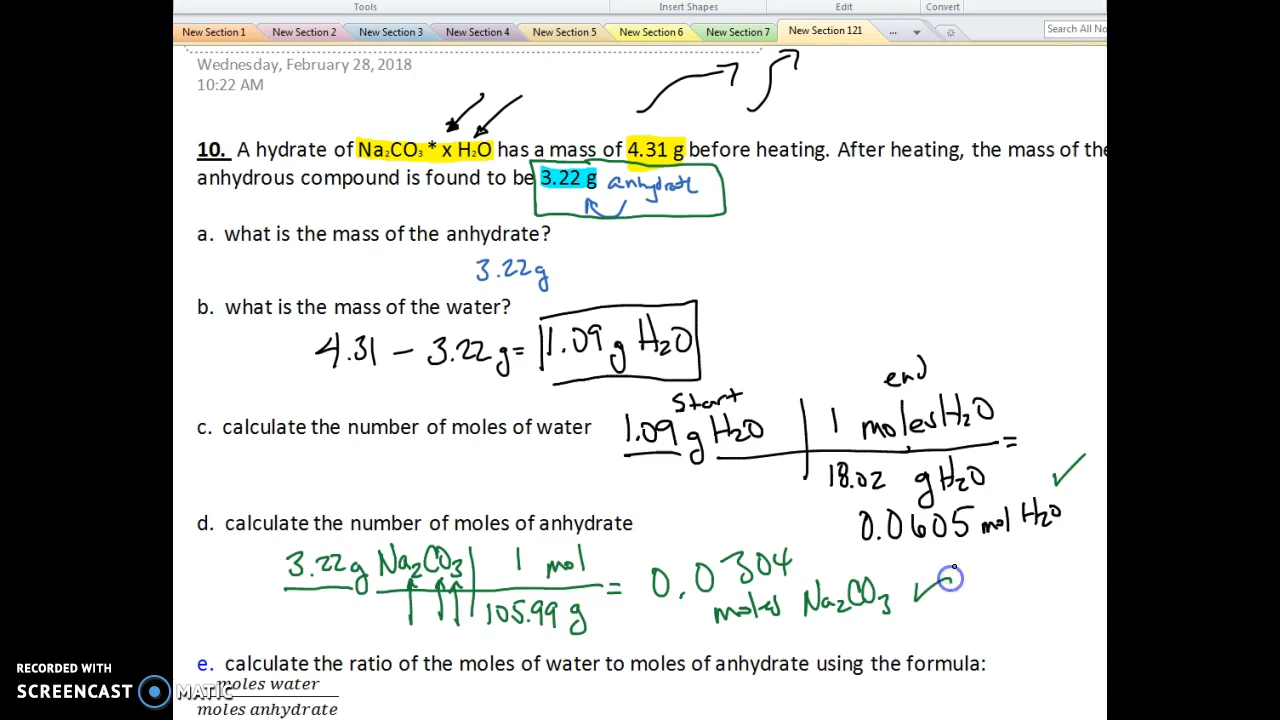 Tools Insert Shapes Edit Convert
New Section 1 New Section 2 New Section 3 New Section 4 New Section 5 New Section 6 New Section 7 New Section 121 ... Search All No
Wednesday, February 28, 2018
10:22 AM
10. A hydrate of Na₂CO₃ * x H₂O has a mass of 4.31 g before heating. After heating, the mass of the
anhydrous compound is found to be 3.22 g anhydrate
a. what is the mass of the anhydrate?
3.22g
b. what is the mass of the water?
4.31 - 3.22g = 1.09 g H₂O
start end
c. calculate the number of moles of water 1.09 g H₂O 1 moles H₂O =
18.02 g H₂O
0.0605 mol H₂O
d. calculate the number of moles of anhydrate
3.22g Na₂CO₃ 1 mol = 0.0304
105.99 g moles Na₂CO₃
e. calculate the ratio of the moles of water to moles of anhydrate using the formula:
moles water
moles anhydrate
RECORDED WITH
SCREENCAST MATIC